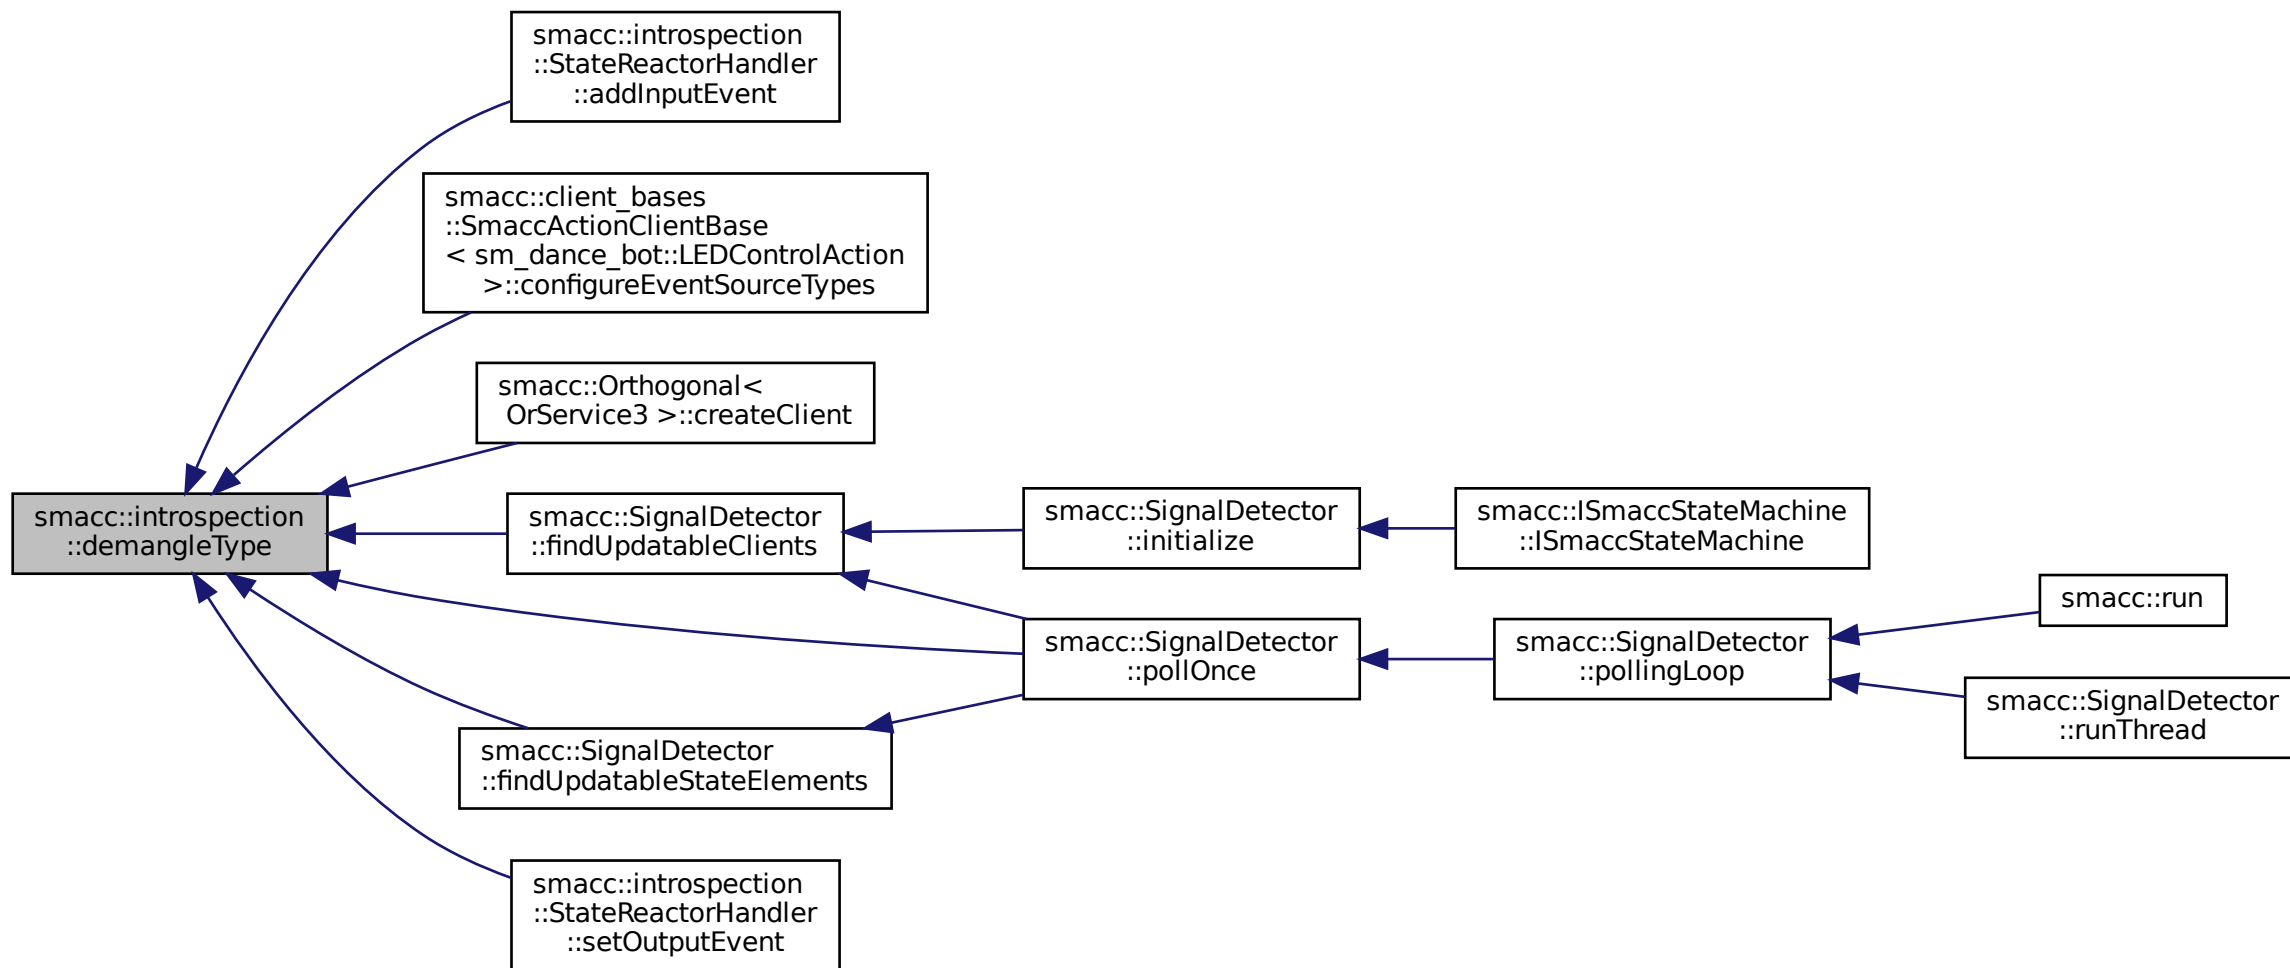 smacc::introspection
::StateReactorHandler
::addInputEvent
smacc::client_bases
::SmaccActionClientBase
< sm_dance_bot::LEDControlAction
>::configureEventSourceTypes
smacc::Orthogonal<
OrService3 >::createClient
smacc::introspection
::demangleType
smacc::SignalDetector
::findUpdatableClients
smacc::SignalDetector
::initialize
smacc::ISmaccStateMachine
::ISmaccStateMachine
smacc::run
smacc::SignalDetector
::pollOnce
smacc::SignalDetector
::pollingLoop
smacc::SignalDetector
::runThread
smacc::SignalDetector
::findUpdatableStateElements
smacc::introspection
::StateReactorHandler
::setOutputEvent